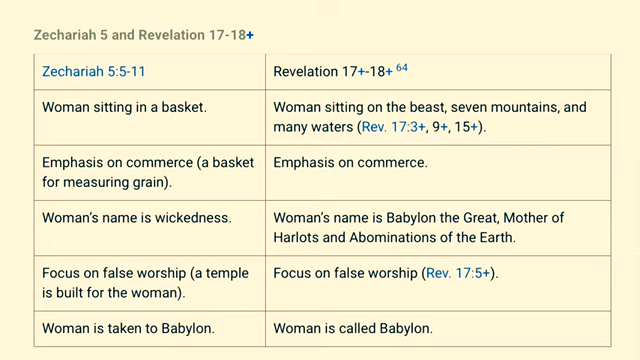 Zechariah 5 and Revelation 17-18+
Zechariah 5:5-11
Revelation 17+-18+ 64
Woman sitting in a basket.
Woman sitting on the beast, seven mountains, and
many waters (Rev. 17:3+, 9+, 15+).
Emphasis on commerce (a basket
for measuring grain).
Emphasis on commerce.
Woman's name is wickedness.
Woman's name is Babylon the Great, Mother of
Harlots and Abominations of the Earth.
Focus on false worship (a temple
is built for the woman).
Focus on false worship (Rev. 17:5+).
Woman is taken to Babylon.
Woman is called Babylon.